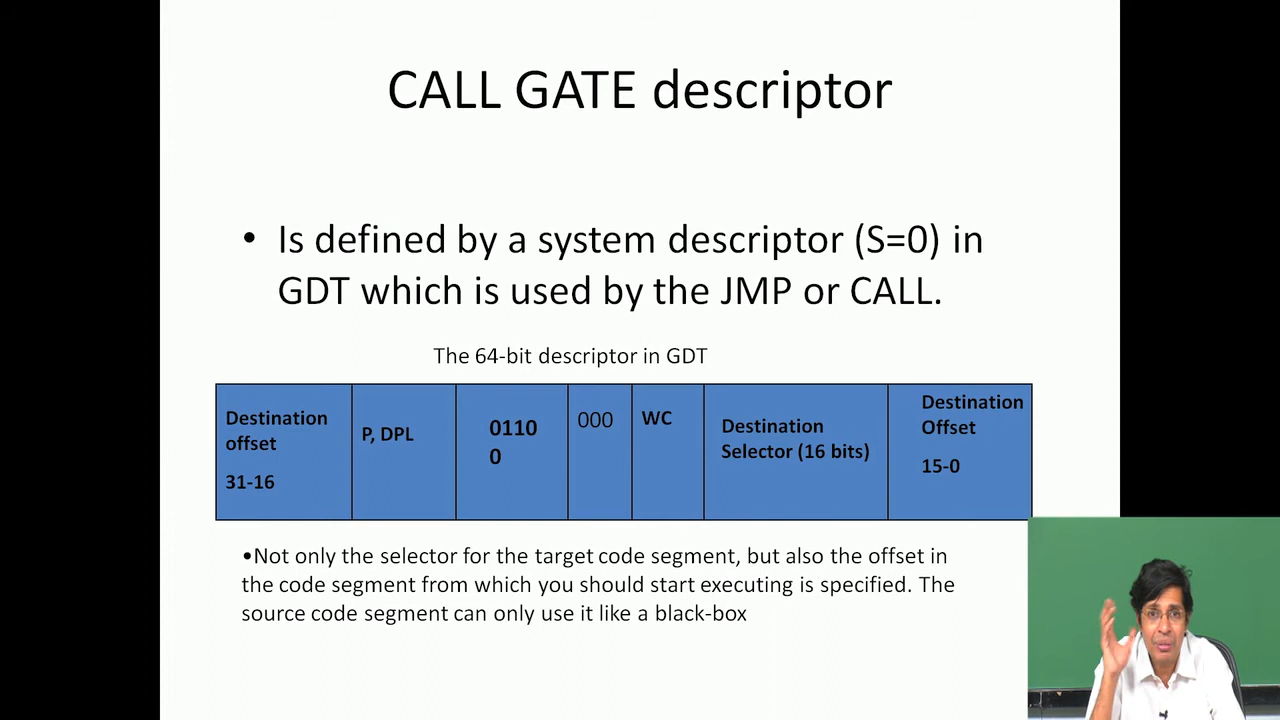 CALL GATE descriptor
• Is defined by a system descriptor (S=0) in
GDT which is used by the JMP or CALL.
The 64-bit descriptor in GDT
Destination
offset
31-16
P, DPL
0110
0
000
WC
Destination
Selector (16 bits)
Destination
Offset
15-0
•Not only the selector for the target code segment, but also the offset in
the code segment from which you should start executing is specified. The
source code segment can only use it like a black-box